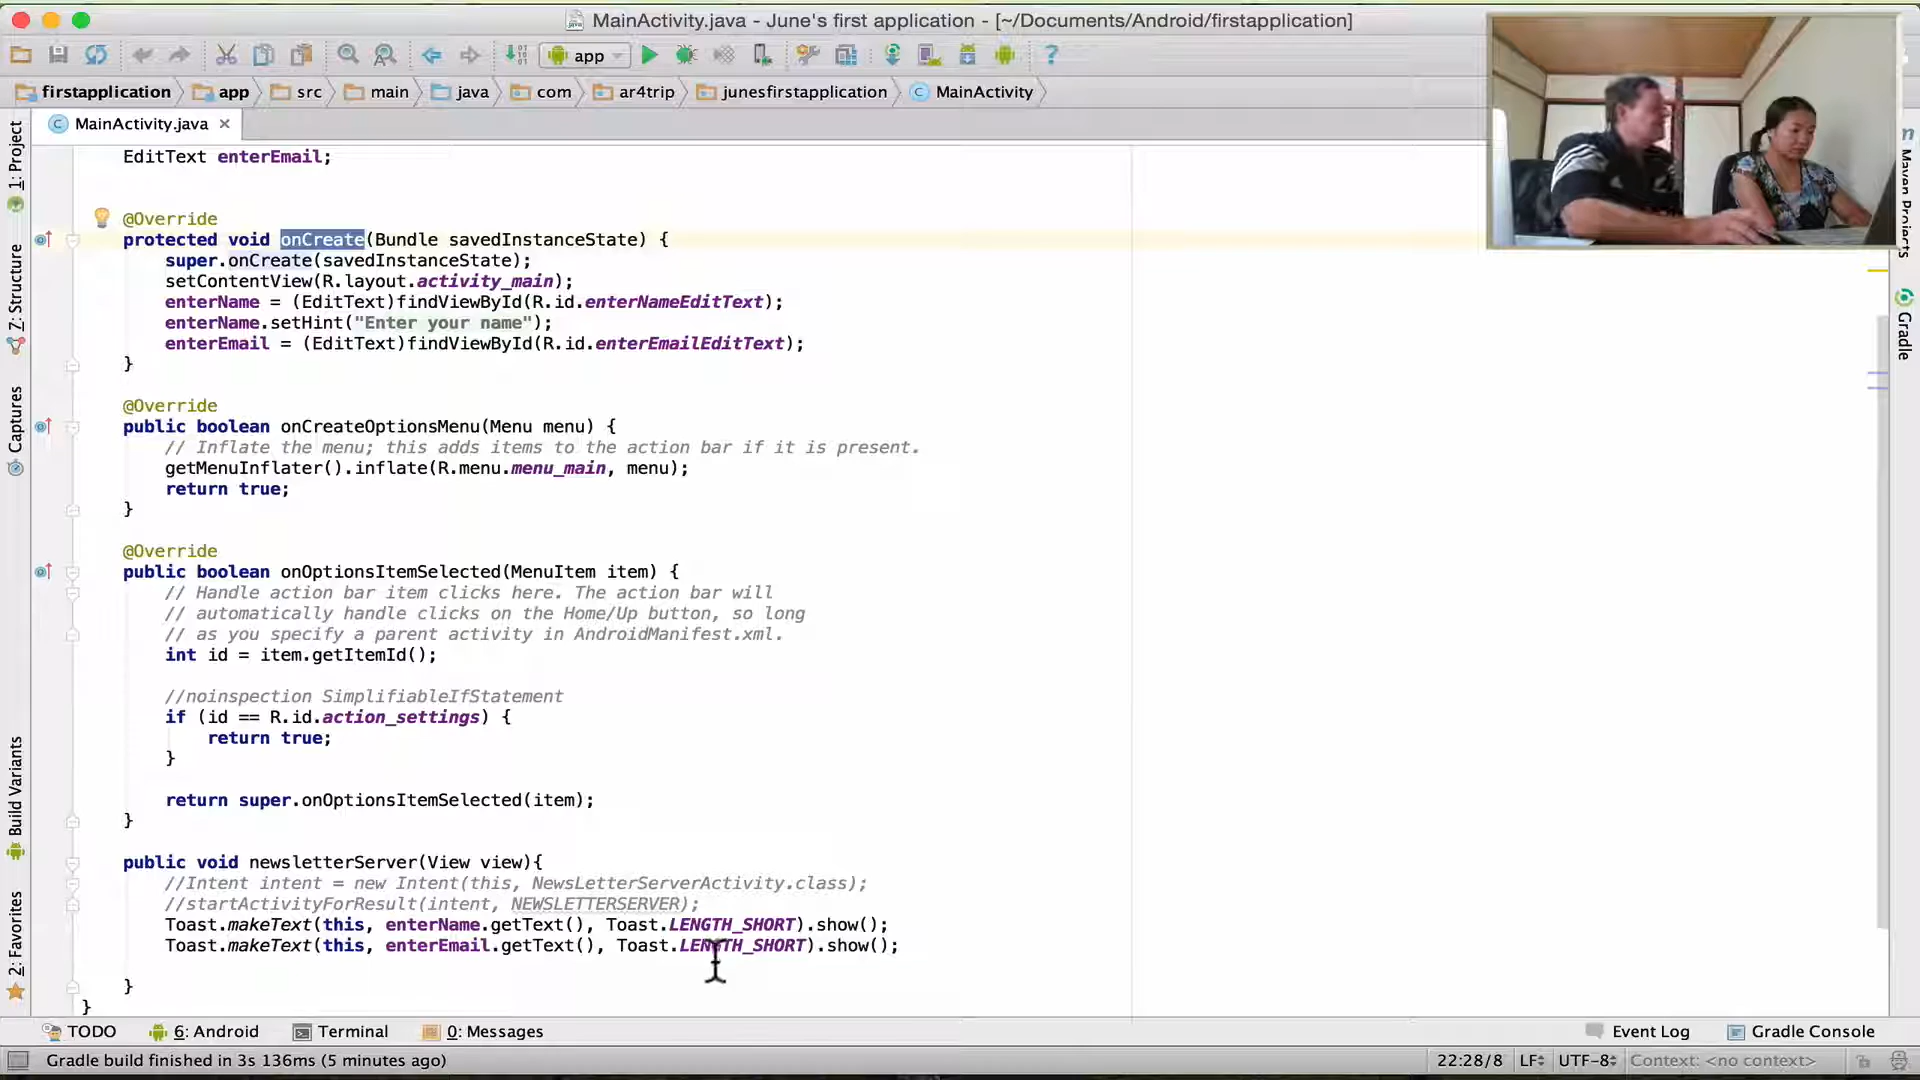 MainActivity.java - June's first application - [~/Documents/Android/firstapplication]
app
firstapplication app src main java com ar4trip junesfirstapplication MainActivity
MainActivity.java
1: Project
7: Structure
Captures
Build Variants
2: Favorites
EditText enterEmail;
@Override
protected void onCreate(Bundle savedInstanceState) {
super.onCreate(savedInstanceState);
setContentView(R.layout.activity_main);
enterName = (EditText)findViewById(R.id.enterNameEditText);
enterName.setHint("Enter your name");
enterEmail = (EditText)findViewById(R.id.enterEmailEditText);
}
@Override
public boolean onCreateOptionsMenu(Menu menu) {
// Inflate the menu; this adds items to the action bar if it is present.
getMenuInflater().inflate(R.menu.menu_main, menu);
return true;
}
@Override
public boolean onOptionsItemSelected(MenuItem item) {
// Handle action bar item clicks here. The action bar will
// automatically handle clicks on the Home/Up button, so long
// as you specify a parent activity in AndroidManifest.xml.
int id = item.getItemId();
//noinspection SimplifiableIfStatement
if (id == R.id.action_settings) {
return true;
}
return super.onOptionsItemSelected(item);
}
public void newsletterServer(View view){
//Intent intent = new Intent(this, NewsLetterServerActivity.class);
//startActivityForResult(intent, NEWSLETTERSERVER);
Toast.makeText(this, enterName.getText(), Toast.LENGTH_SHORT).show();
Toast.makeText(this, enterEmail.getText(), Toast.LENGTH_SHORT).show();
}
}
Maven Projects
Gradle
TODO 6: Android Terminal 0: Messages Event Log Gradle Console
Gradle build finished in 3s 136ms (5 minutes ago) 22:28/8 LF UTF-8 Context: <no context>